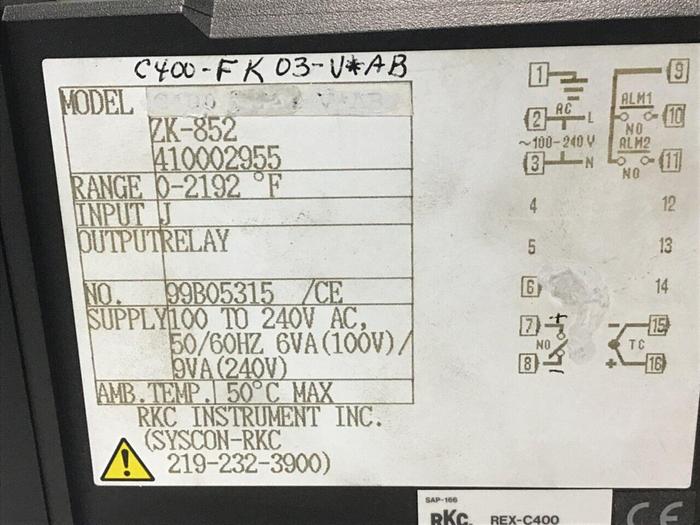 C400-FK03-V*AB
MODEL
ZK-852
410002955
RANGE 0-2192 °F
INPUT J
OUTPUT RELAY
NO. 99B05315 /CE
SUPPLY 100 TO 240V AC,
50/60HZ 6VA(100V)/
9VA(240V)
AMB.TEMP. 50°C MAX
RKC INSTRUMENT INC.
(SYSCON-RKC
219-232-3900)
1
2 AC L
~100-240 V
3 N
4
5
6
7 +
NO
8 −
9
ALM1
10
NO
ALM2
11
NO
12
13
14
− 15
TC
+ 16
SAP-166
RKC REX-C400
CE